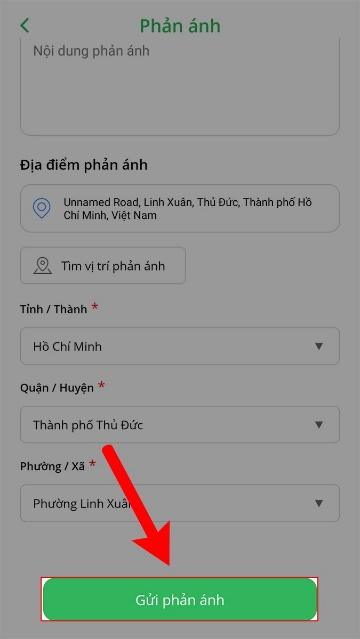 Phản ánh
Nội dung phản ánh
Địa điểm phản ánh
Unnamed Road, Linh Xuân, Thủ Đức, Thành phố Hồ
Chí Minh, Việt Nam
Tìm vị trí phản ánh
Tỉnh / Thành *
Hồ Chí Minh
Quận / Huyện *
Thành phố Thủ Đức
Phường / Xã *
Phường Linh Xuân
Gửi phản ánh